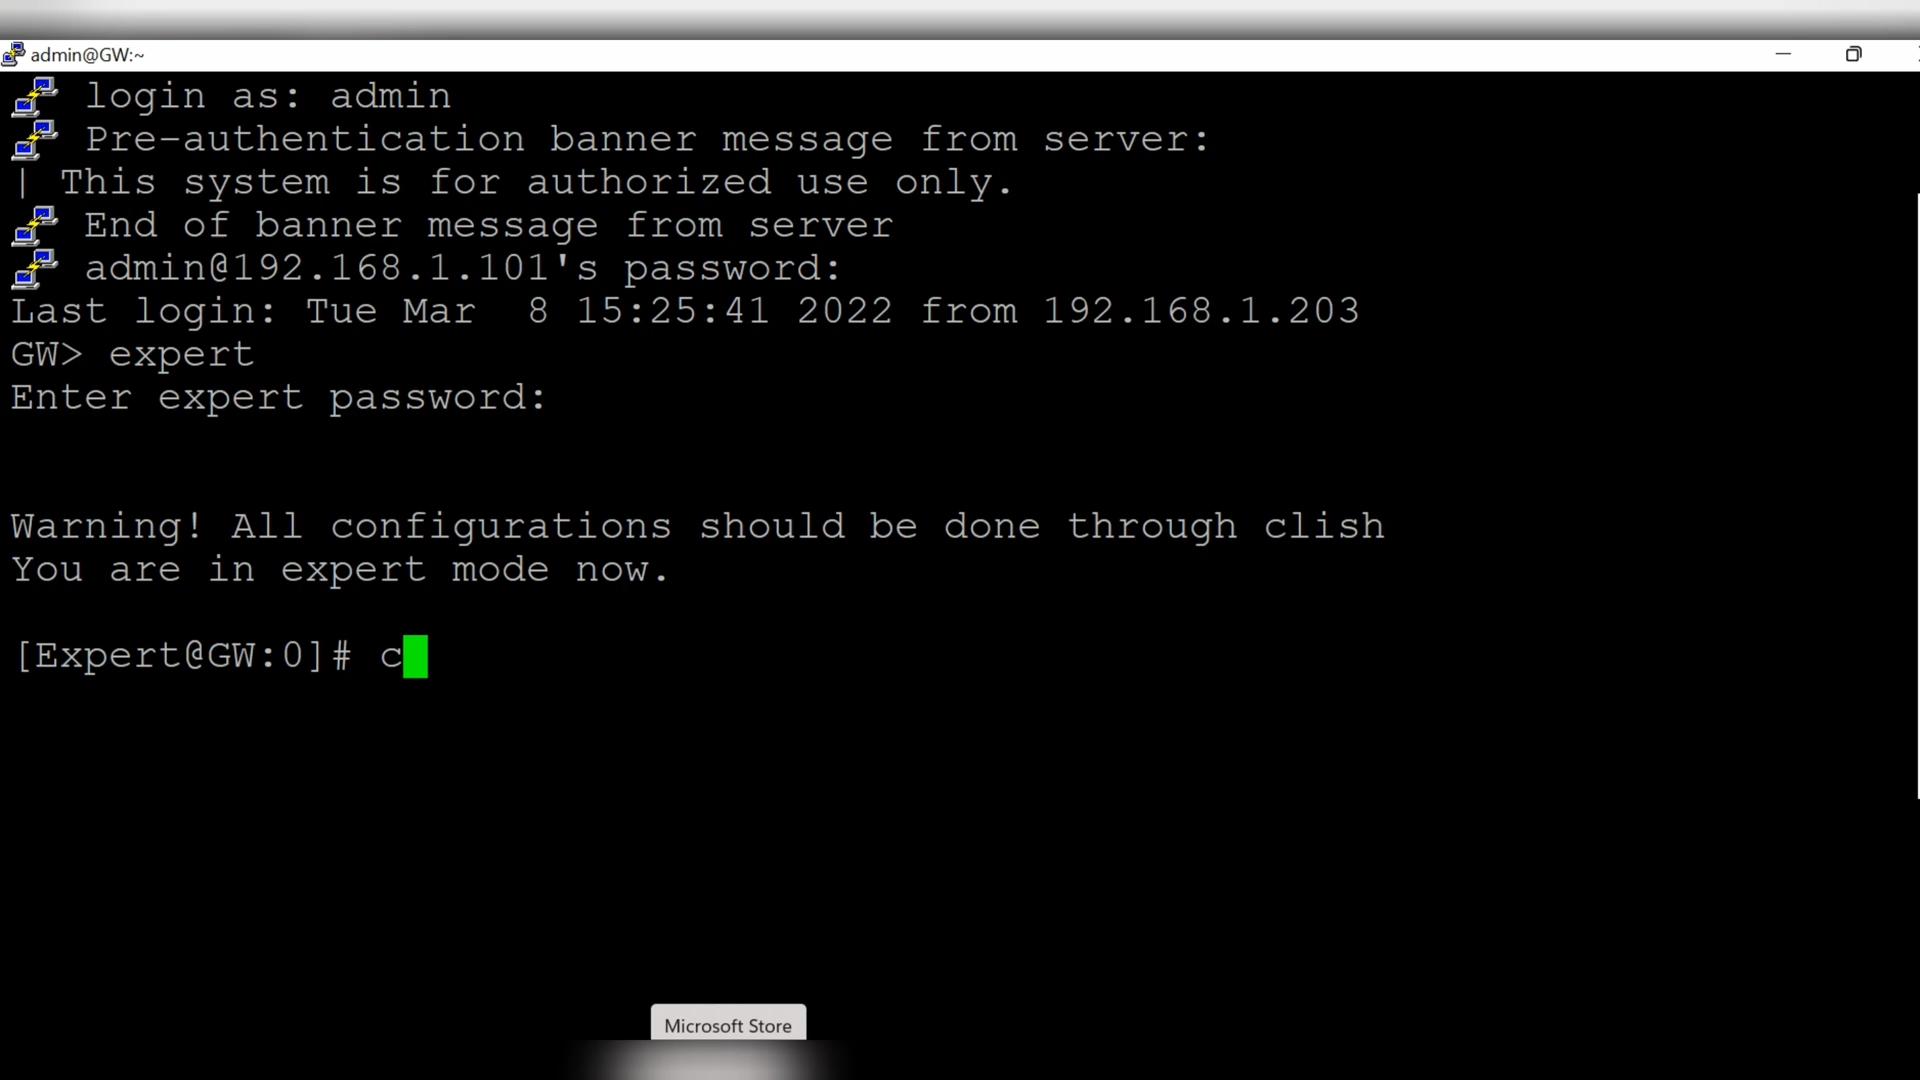 admin@GW:~
login as: admin
Pre-authentication banner message from server:
| This system is for authorized use only.
End of banner message from server
admin@192.168.1.101's password:
Last login: Tue Mar  8 15:25:41 2022 from 192.168.1.203
GW> expert
Enter expert password:
Warning! All configurations should be done through clish
You are in expert mode now.
[Expert@GW:0]# c
Microsoft Store